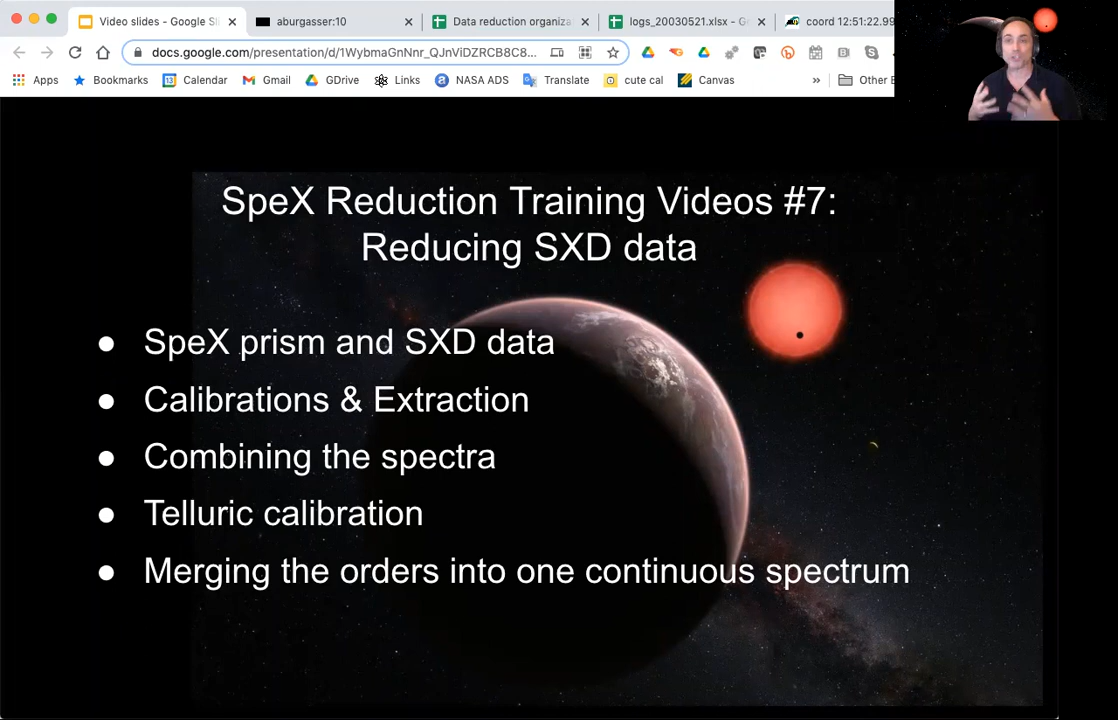 Video slides - Google Sl
aburgasser:10
Data reduction organiza
logs_20030521.xlsx - Go
coord 12:51:22.99
docs.google.com/presentation/d/1WybmaGnNnr_QJnViDZRCB8C8...
Apps
Bookmarks
Calendar
Gmail
GDrive
Links
NASA ADS
Translate
cute cal
Canvas
»
Other B
SpeX Reduction Training Videos #7:
Reducing SXD data
● SpeX prism and SXD data
● Calibrations & Extraction
● Combining the spectra
● Telluric calibration
● Merging the orders into one continuous spectrum